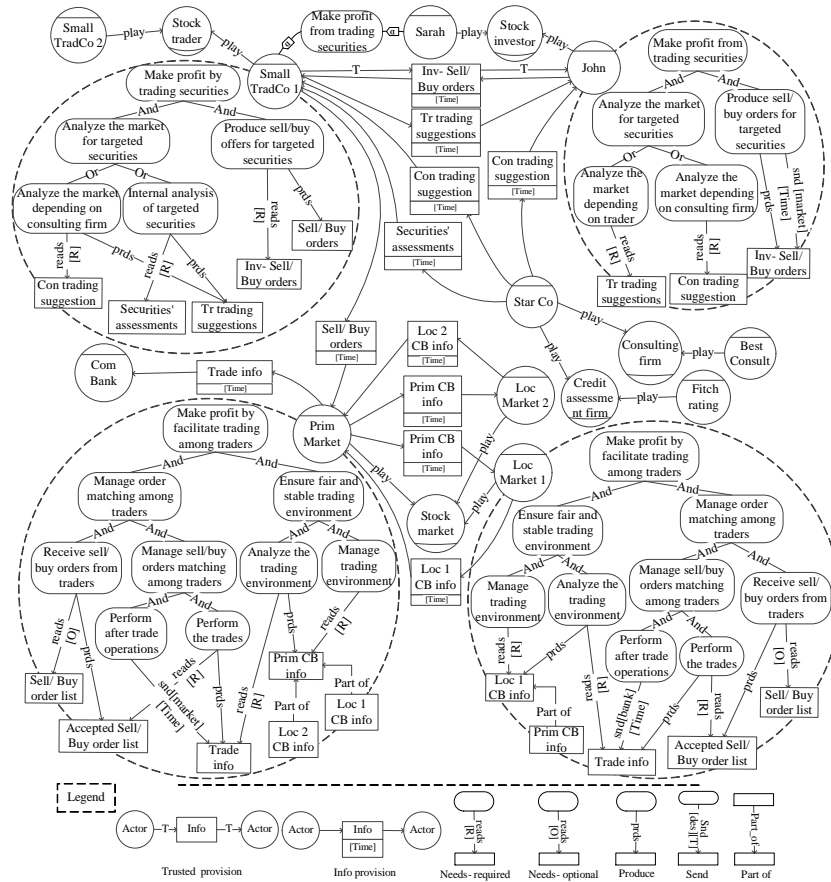 Small
TradCo 2
play
Stock
trader
play
Make profit
from trading
securities
Sarah
play
Stock
investor
play
Small
TradCo 1
T
Inv- Sell/
Buy orders
[Time]
T
John
Tr trading
suggestions
[Time]
Con trading
suggestion
[Time]
Con trading
suggestion
[Time]
Securities'
assessments
[Time]
Make profit by
trading securities
And
And
Analyze the market
for targeted
securities
Produce sell/buy
offers for targeted
securities
Or
Or
Analyze the market
depending on
consulting firm
Internal analysis
of targeted
securities
reads
[R]
prds
reads
[R]
prds
reads
[R]
prds
Sell/ Buy
orders
Inv- Sell/
Buy orders
Con trading
suggestion
Securities'
assessments
Tr trading
suggestions
Make profit from
trading securities
And
And
Analyze the market
for targeted
securities
Produce sell/
buy orders for
targeted
securities
Or
Or
Analyze the
market
depending
on trader
Analyze the
market depending
on consulting firm
reads
[R]
reads
[R]
prds
snd [market]
[Time]
Inv- Sell/
Buy orders
Tr trading
suggestions
Con trading
suggestion
Star Co
play
play
Consulting
firm
play
Best
Consult
Credit
assessme
nt firm
play
Fitch
rating
Sell/ Buy
orders
[Time]
Loc 2
CB info
[Time]
Com
Bank
Trade info
[Time]
Prim
Market
Prim CB
info
[Time]
Loc
Market 2
Prim CB
info
[Time]
Loc
Market 1
play
play
play
Stock
market
Loc 1
CB info
[Time]
Make profit by
facilitate trading
among traders
And
And
Manage order
matching among
traders
Ensure fair and
stable trading
environment
And
And
And
And
Receive sell/
buy orders from
traders
Manage sell/buy
orders matching
among traders
Analyze the
trading
environment
Manage
trading
environment
And
And
Perform
after trade
operations
Perform
the trades
reads
[O]
prds
reads
[R]
snd[market]
[Time]
prds
reads
[R]
prds
reads
[R]
Prim CB
info
Part of
Part of
Loc 1
CB info
Loc 2
CB info
Sell/ Buy
order list
Accepted Sell/
Buy order list
Trade
info
Make profit by
facilitate trading
among traders
And
And
Ensure fair and
stable trading
environment
Manage order
matching among
traders
And
And
And
And
Manage
trading
environment
Analyze the
trading
environment
Manage sell/buy
orders matching
among traders
Receive sell/
buy orders from
traders
And
And
Perform
after trade
operations
Perform
the trades
reads
[R]
prds
reads
[R]
snd[bank]
[Time]
prds
reads
[R]
prds
reads
[O]
Loc 1
CB info
Part of
Prim CB
info
Trade info
Accepted Sell/
Buy order list
Sell/ Buy
order list
Legend
Actor
T
Info
T
Actor
Trusted provision
Actor
Info
[Time]
Actor
Info provision
reads
[R]
Needs- required
reads
[O]
Needs- optional
prds
Produce
Snd
[des][T]
Send
Part_of
Part of